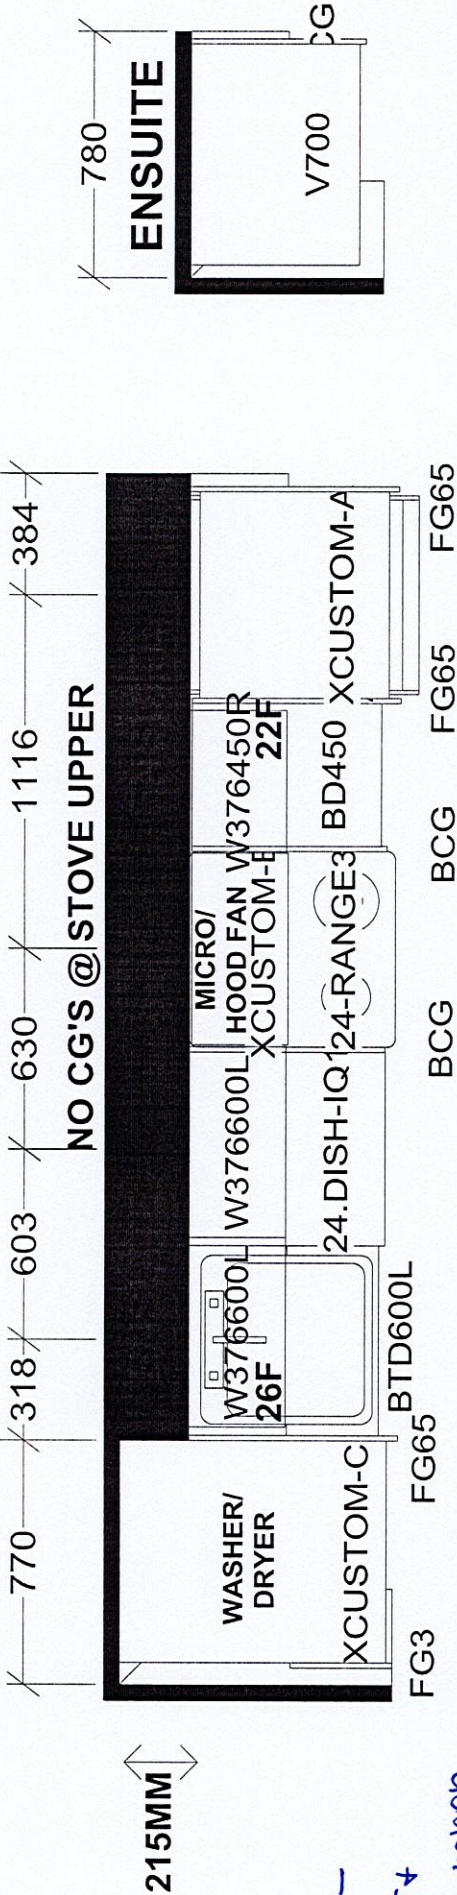 770
318
603
630
1116
384
NO CG'S @ STOVE UPPER
215MM
WASHER/
DRYER
XCUSTOM-C
W376600L
26F
W376600L
MICRO/
HOOD FAN
W376450R
22F
24.DISH-IQ1
24-RANGE3
BD450
XCUSTOM-A
BTD600L
FG3
FG65
BCG
BCG
FG65
FG65
780
ENSUITE
V700
CG